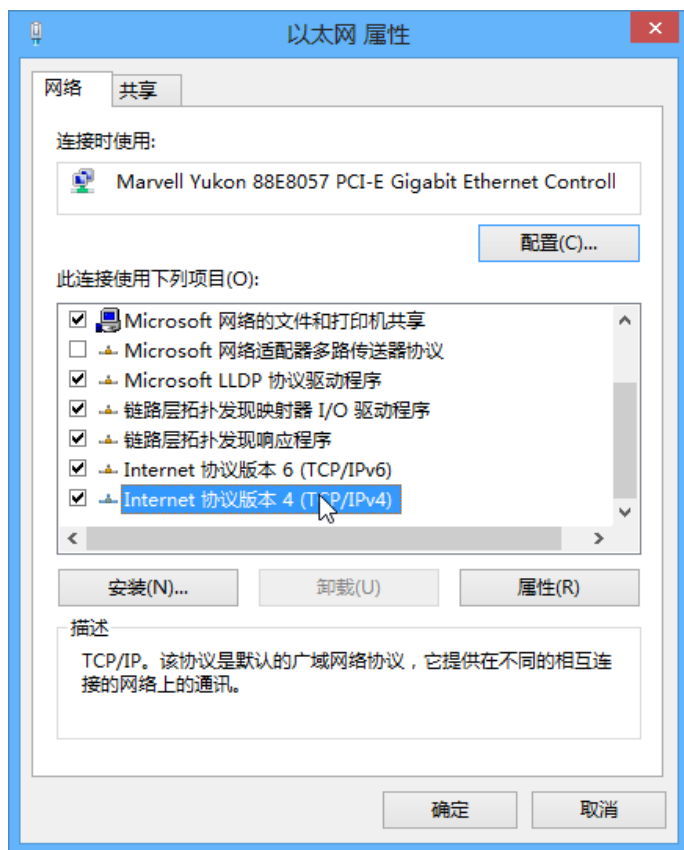 以太网 属性
网络
共享
连接时使用:
Marvell Yukon 88E8057 PCI-E Gigabit Ethernet Controll
配置(C)...
此连接使用下列项目(O):
Microsoft 网络的文件和打印机共享
Microsoft 网络适配器多路传送器协议
Microsoft LLDP 协议驱动程序
链路层拓扑发现映射器 I/O 驱动程序
链路层拓扑发现响应程序
Internet 协议版本 6 (TCP/IPv6)
Internet 协议版本 4 (TCP/IPv4)
安装(N)...
卸载(U)
属性(R)
描述
TCP/IP。该协议是默认的广域网络协议，它提供在不同的相互连
接的网络上的通讯。
确定
取消